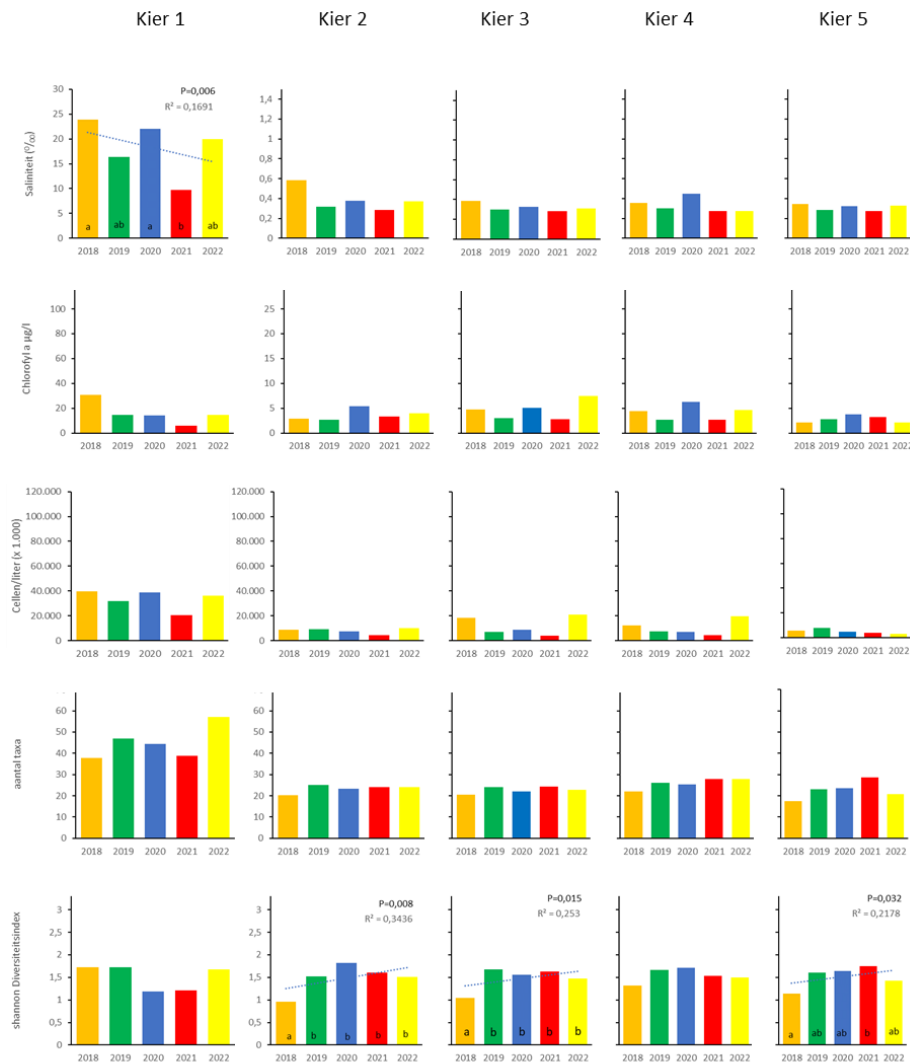 Kier 1 Kier 2 Kier 3 Kier 4 Kier 5
Saliniteit (⁰/₀₀)
30
25
20
15
10
5
0
P=0,006
R² = 0,1691
a ab a b ab
2018 2019 2020 2021 2022
1,4
1,2
1
0,8
0,6
0,4
0,2
0
2018 2019 2020 2021 2022
2018 2019 2020 2021 2022
2018 2019 2020 2021 2022
2018 2019 2020 2021 2022
Chlorofyl a µg/l
100
80
60
40
20
0
2018 2019 2020 2021 2022
25
20
15
10
5
0
2018 2019 2020 2021 2022
2018 2019 2020 2021 2022
2018 2019 2020 2021 2022
2018 2019 2020 2021 2022
Cellen/liter (x 1.000)
120.000
100.000
80.000
60.000
40.000
20.000
0
2018 2019 2020 2021 2022
120.000
100.000
80.000
60.000
40.000
20.000
0
2018 2019 2020 2021 2022
2018 2019 2020 2021 2022
2018 2019 2020 2021 2022
2018 2019 2020 2021 2022
aantal taxa
60
50
40
30
20
10
0
2018 2019 2020 2021 2022
60
50
40
30
20
10
0
2018 2019 2020 2021 2022
2018 2019 2020 2021 2022
2018 2019 2020 2021 2022
2018 2019 2020 2021 2022
shannon Diversiteitsindex
3
2,5
2
1,5
1
0,5
0
2018 2019 2020 2021 2022
3
2,5
2
1,5
1
0,5
0
P=0,008
R² = 0,3436
a b b b b
2018 2019 2020 2021 2022
P=0,015
R² = 0,253
a b b b b
2018 2019 2020 2021 2022
2018 2019 2020 2021 2022
P=0,032
R² = 0,2178
a ab ab b ab
2018 2019 2020 2021 2022